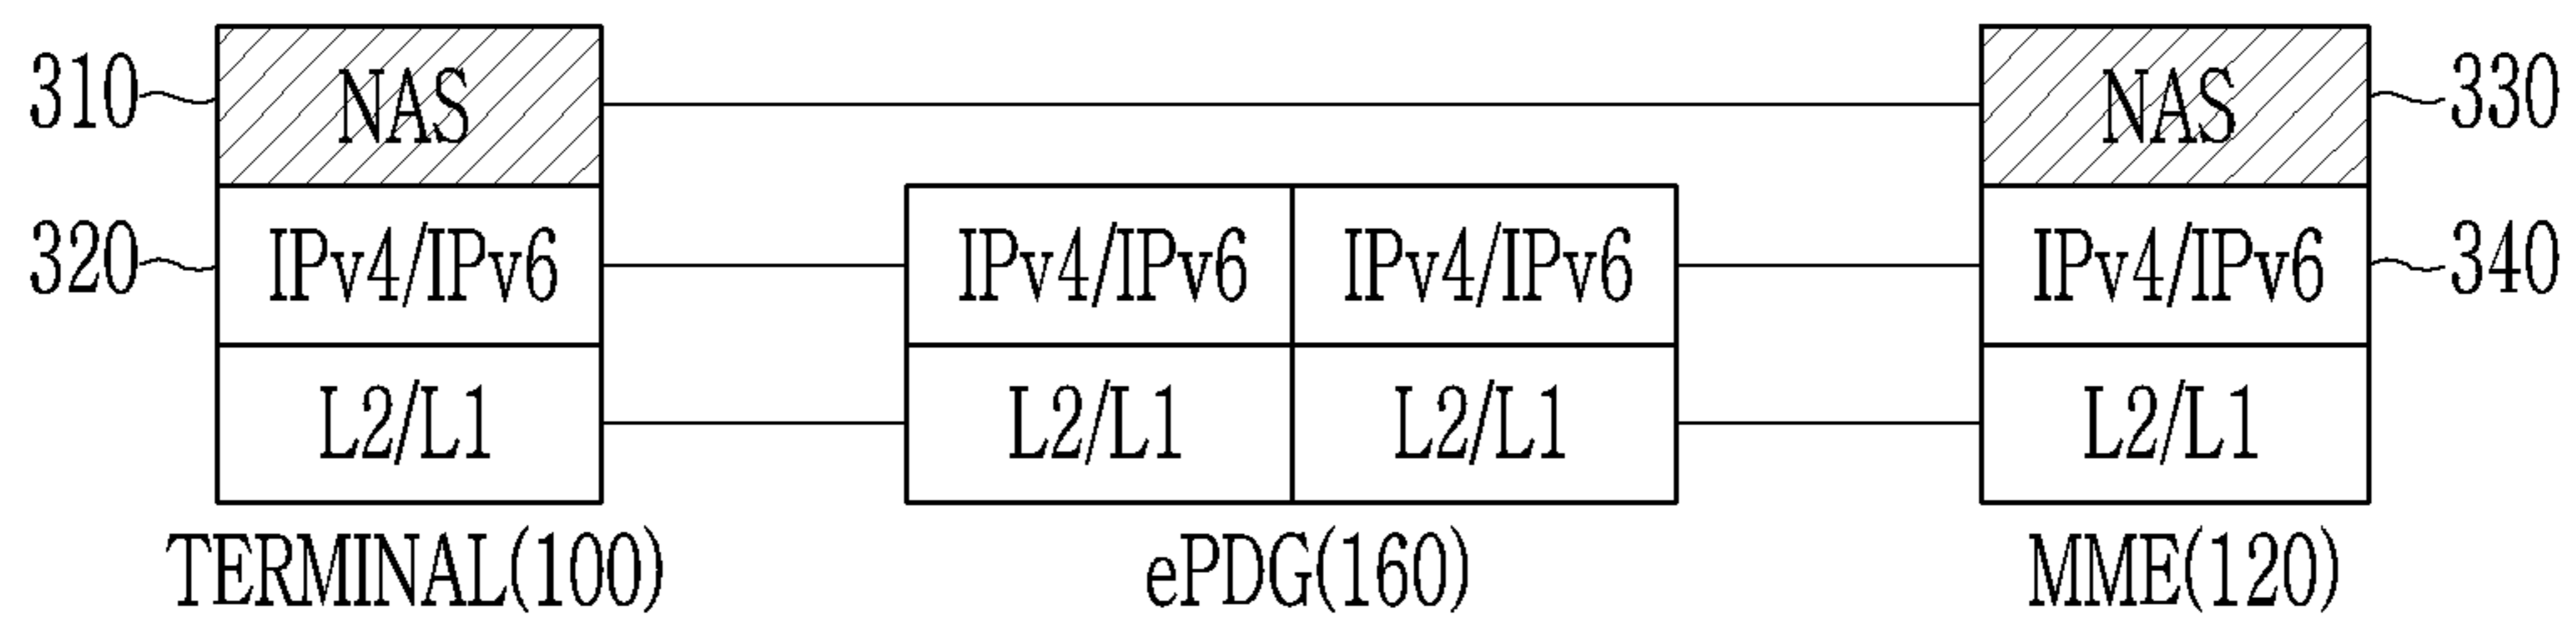 310 NAS NAS 330
320 IPv4/IPv6 IPv4/IPv6 IPv4/IPv6 IPv4/IPv6 340
L2/L1 L2/L1 L2/L1 L2/L1
TERMINAL(100) ePDG(160) MME(120)